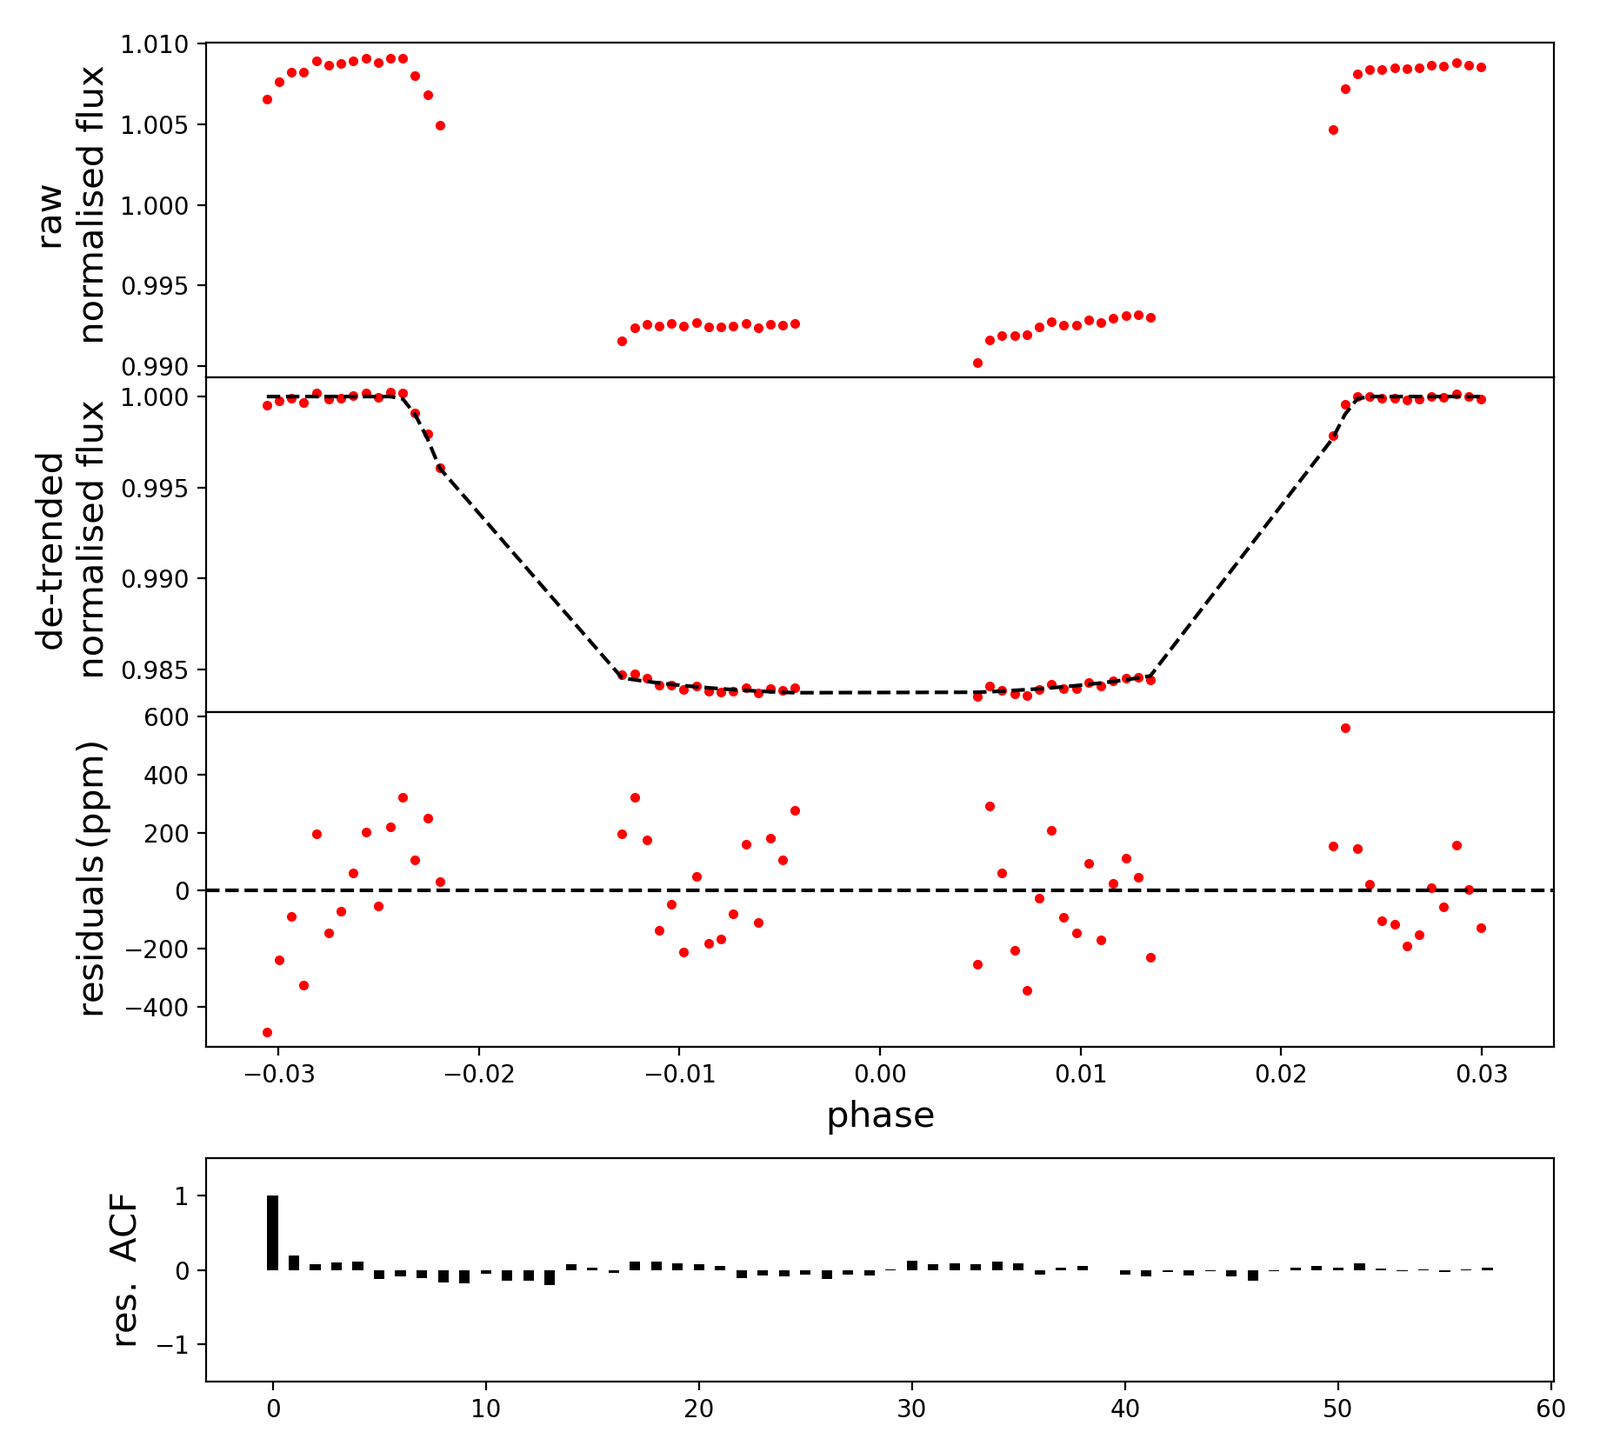 raw
normalised flux
1.010
1.005
1.000
0.995
0.990
de-trended
normalised flux
1.000
0.995
0.990
0.985
residuals (ppm)
600
400
200
0
−200
−400
−0.03 −0.02 −0.01 0.00 0.01 0.02 0.03
phase
res. ACF
1
0
−1
0 10 20 30 40 50 60